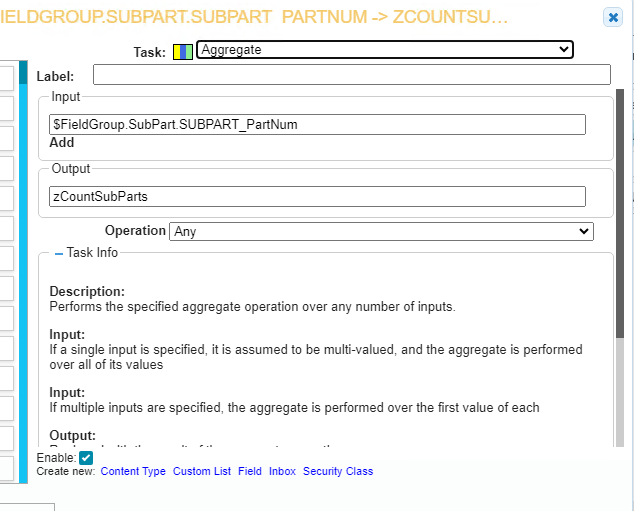 IELDGROUP.SUBPART.SUBPART_PARTNUM -> ZCOUNTSU...
Task: Aggregate
Label:
Input
$FieldGroup.SubPart.SUBPART_PartNum
Add
Output
zCountSubParts
Operation Any
Task Info
Description:
Performs the specified aggregate operation over any number of inputs.
Input:
If a single input is specified, it is assumed to be multi-valued, and the aggregate is performed
over all of its values
Input:
If multiple inputs are specified, the aggregate is performed over the first value of each
Output:
Enable:
Create new: Content Type Custom List Field Inbox Security Class